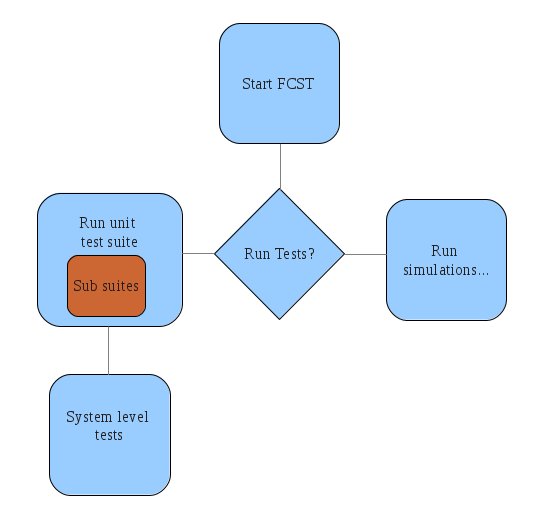 Start FCST
Run unit
test suite
Sub suites
Run Tests?
Run
simulations...
System level
tests